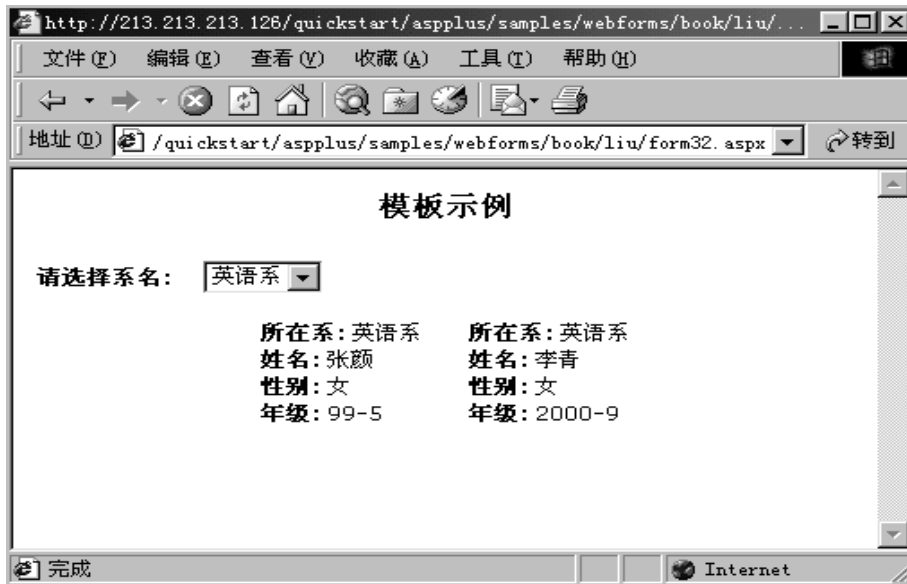 http://213.213.213.126/quickstart/aspplus/samples/webforms/book/liu/...
文件(F) 编辑(E) 查看(V) 收藏(A) 工具(T) 帮助(H)
地址(D) /quickstart/aspplus/samples/webforms/book/liu/form32.aspx 转到
模板示例
请选择系名: 英语系
所在系:英语系 所在系:英语系
姓名:张颜 姓名:李青
性别:女 性别:女
年级:99-5 年级:2000-9
完成 Internet